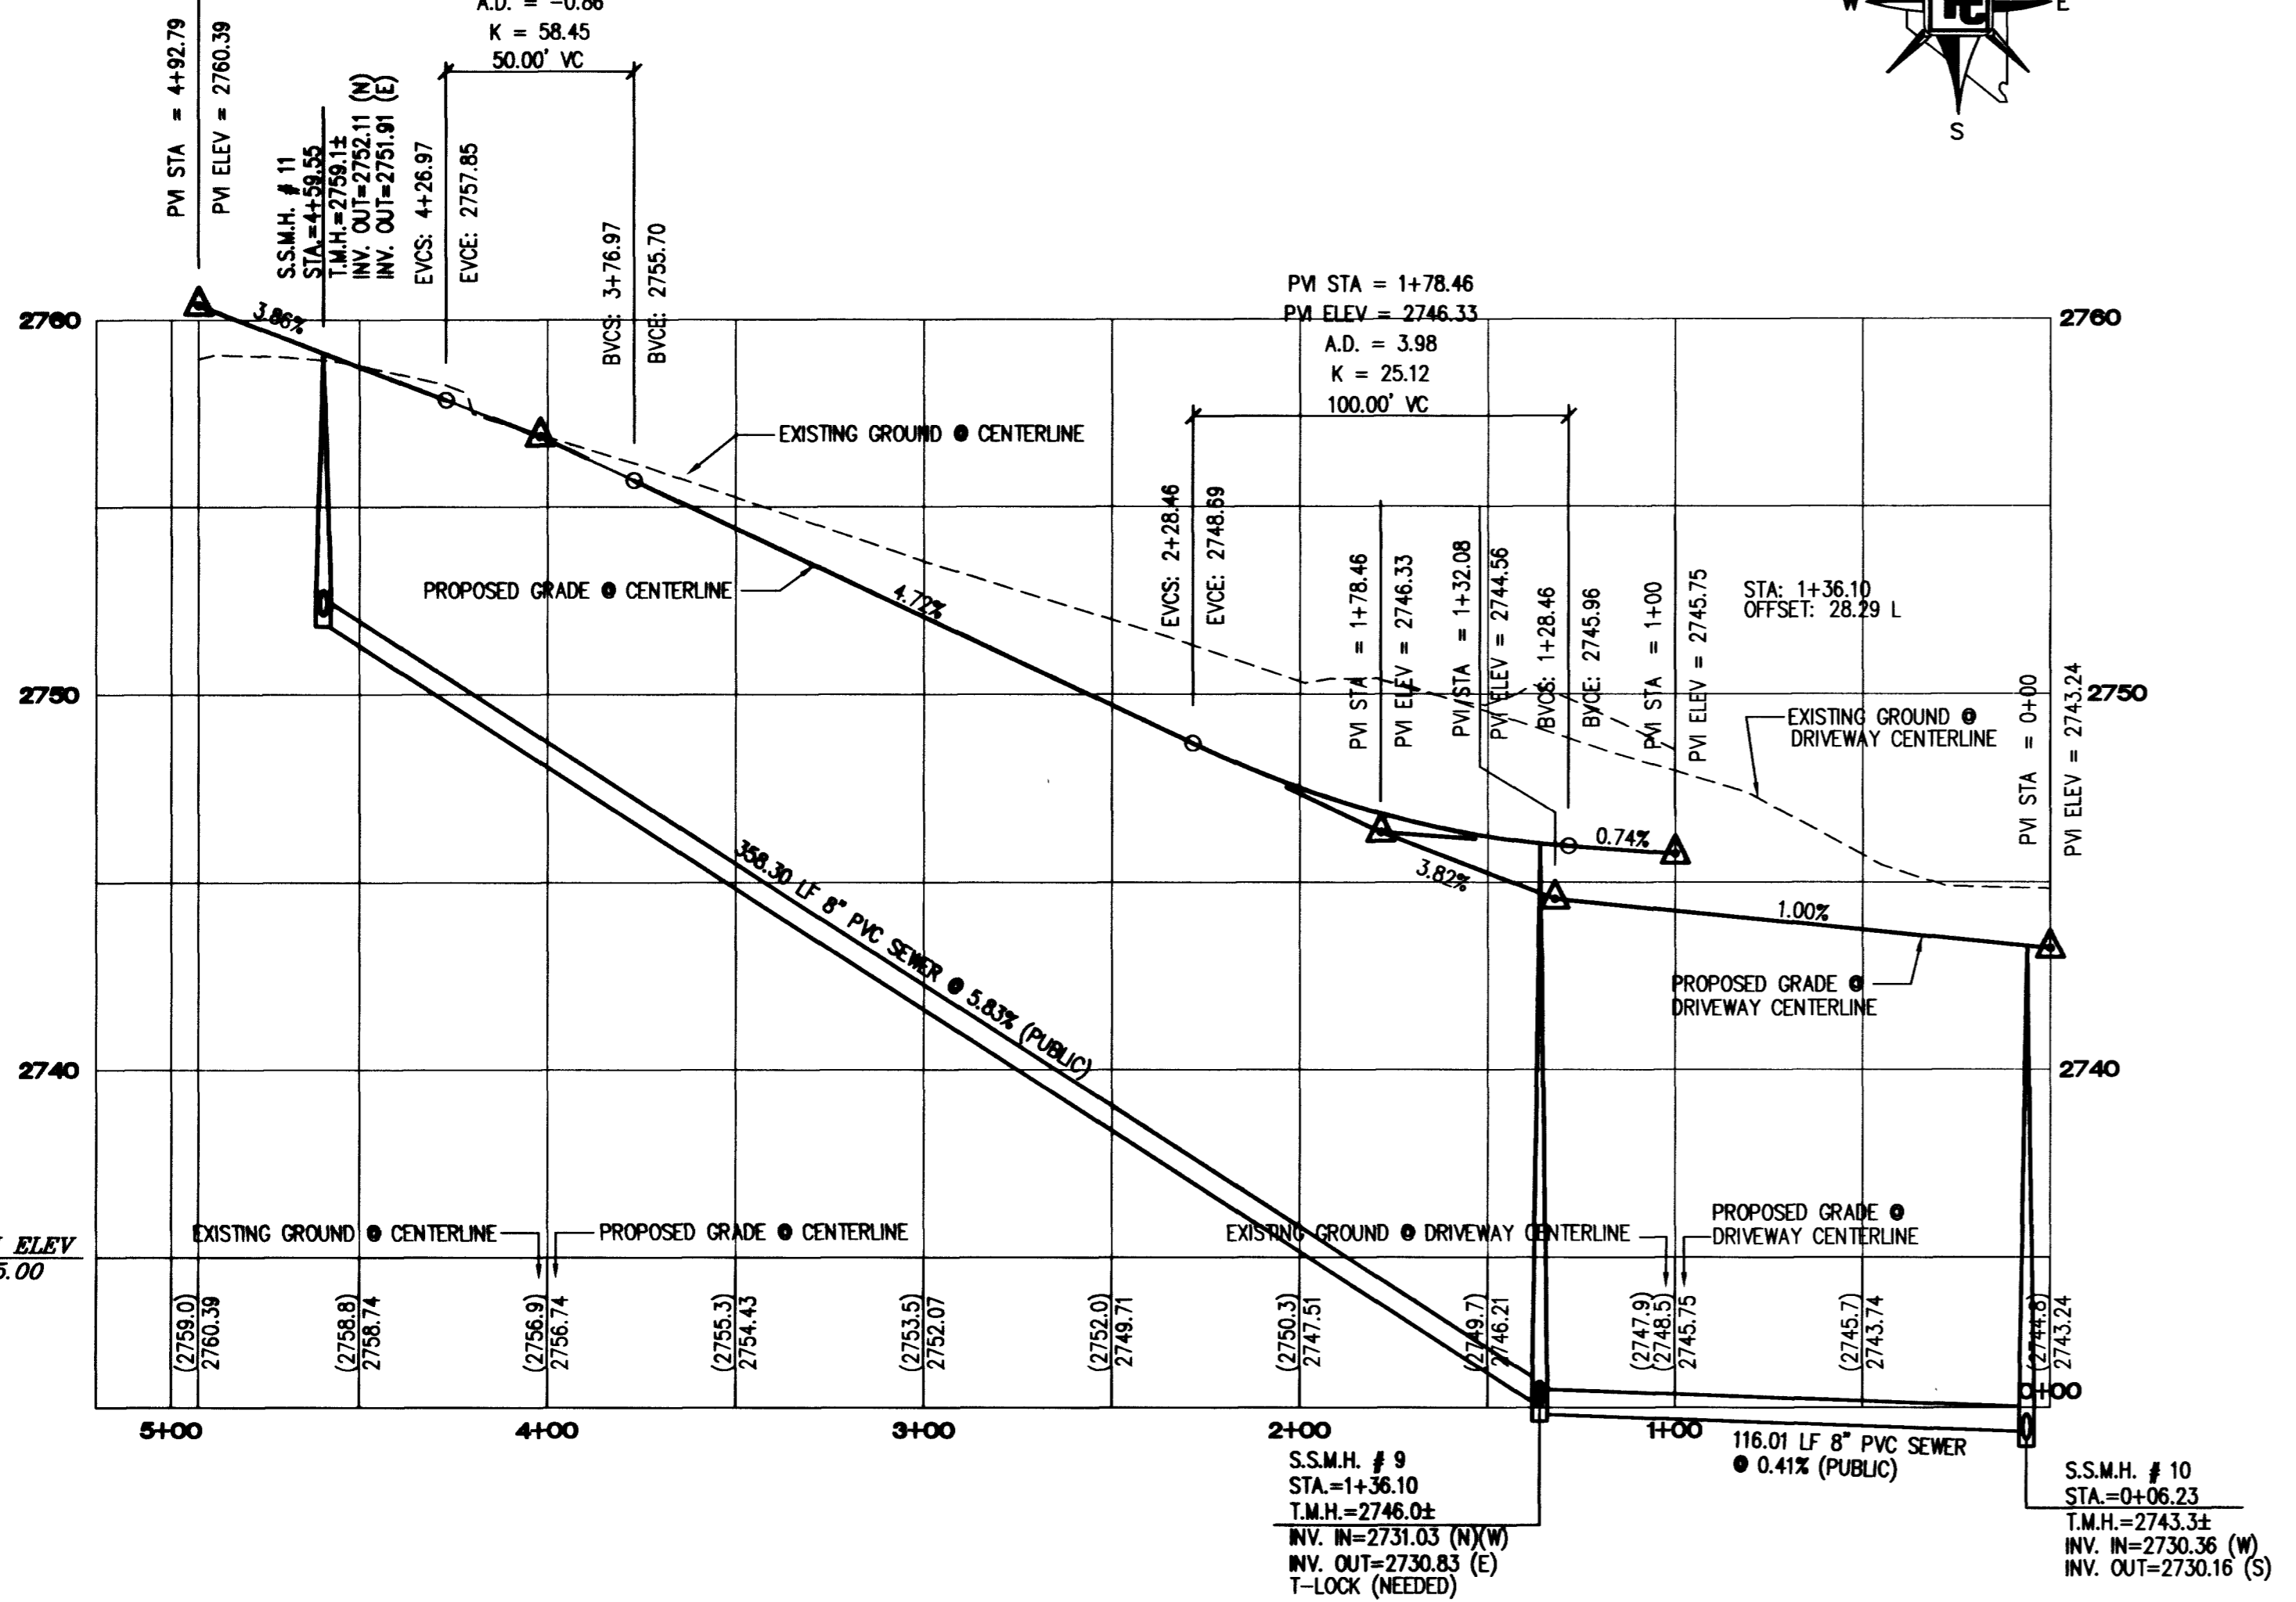 A.D. = -0.86
K = 58.45
50.00' VC
W
E
S
PVI STA = 4+92.79
PVI ELEV = 2760.39
S.S.M.H. # 11
STA.=4+59.55
T.M.H.=2759.1±
INV. OUT=2752.11 (N)
INV. OUT=2751.91 (E)
EVCS: 4+26.97
EVCE: 2757.85
BVCS: 3+76.97
BVCE: 2755.70
PVI STA = 1+78.46
PVI ELEV = 2746.33
A.D. = 3.98
K = 25.12
100.00' VC
2760
3.86%
2760
EXISTING GROUND @ CENTERLINE
PROPOSED GRADE @ CENTERLINE
4.72%
EVCS: 2+28.46
EVCE: 2748.69
PVI STA = 1+78.46
PVI ELEV = 2746.33
PVI STA = 1+32.08
PVI ELEV = 2744.56
BVCS: 1+28.46
BVCE: 2745.96
PVI STA = 1+00
PVI ELEV = 2745.75
STA: 1+36.10
OFFSET: 28.29 L
PVI STA = 0+00
PVI ELEV = 2743.24
2750
2750
EXISTING GROUND @
DRIVEWAY CENTERLINE
0.74%
3.82%
1.00%
358.30 LF 8" PVC SEWER @ 5.83% (PUBLIC)
PROPOSED GRADE @
DRIVEWAY CENTERLINE
2740
2740
ELEV
5.00
EXISTING GROUND @ CENTERLINE
PROPOSED GRADE @ CENTERLINE
EXISTING GROUND @ DRIVEWAY CENTERLINE
PROPOSED GRADE @
DRIVEWAY CENTERLINE
(2759.0)
2760.39
(2758.8)
2758.74
(2756.9)
2756.74
(2755.3)
2754.43
(2753.5)
2752.07
(2752.0)
2749.71
(2750.3)
2747.51
(2749.7)
2746.21
(2747.9)
(2748.5)
2745.75
(2745.7)
2743.74
(2744.8)
2743.24
0+00
5+00
4+00
3+00
2+00
1+00
116.01 LF 8" PVC SEWER
@ 0.41% (PUBLIC)
S.S.M.H. # 9
STA.=1+36.10
T.M.H.=2746.0±
INV. IN=2731.03 (N)(W)
INV. OUT=2730.83 (E)
T-LOCK (NEEDED)
S.S.M.H. # 10
STA.=0+06.23
T.M.H.=2743.3±
INV. IN=2730.36 (W)
INV. OUT=2730.16 (S)